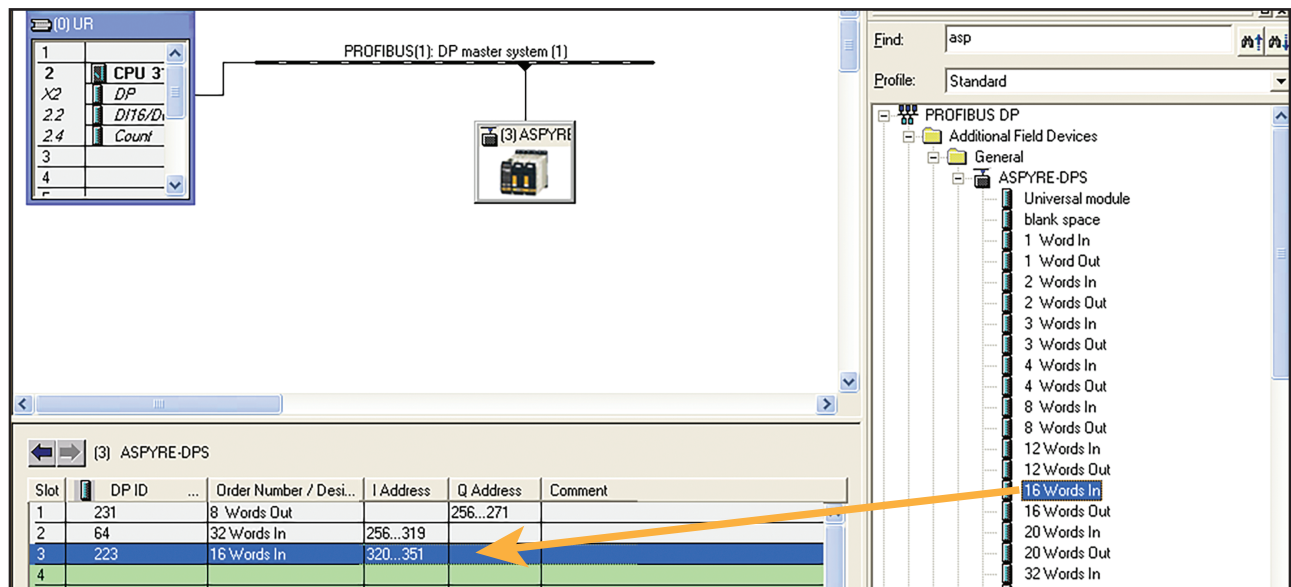 (0) UR
1
2 CPU 3
X2 DP
2.2 DI16/D
2.4 Count
3
4
PROFIBUS(1): DP master system (1)
(3) ASPYRE
Find: asp
Profile: Standard
PROFIBUS DP
Additional Field Devices
General
ASPYRE-DPS
Universal module
blank space
1 Word In
1 Word Out
2 Words In
2 Words Out
3 Words In
3 Words Out
4 Words In
4 Words Out
8 Words In
8 Words Out
12 Words In
12 Words Out
16 Words In
16 Words Out
20 Words In
20 Words Out
32 Words In
(3) ASPYRE-DPS
Slot DP ID ... Order Number / Desi... I Address Q Address Comment
1 231 8 Words Out 256...271
2 64 32 Words In 256...319
3 223 16 Words In 320...351
4